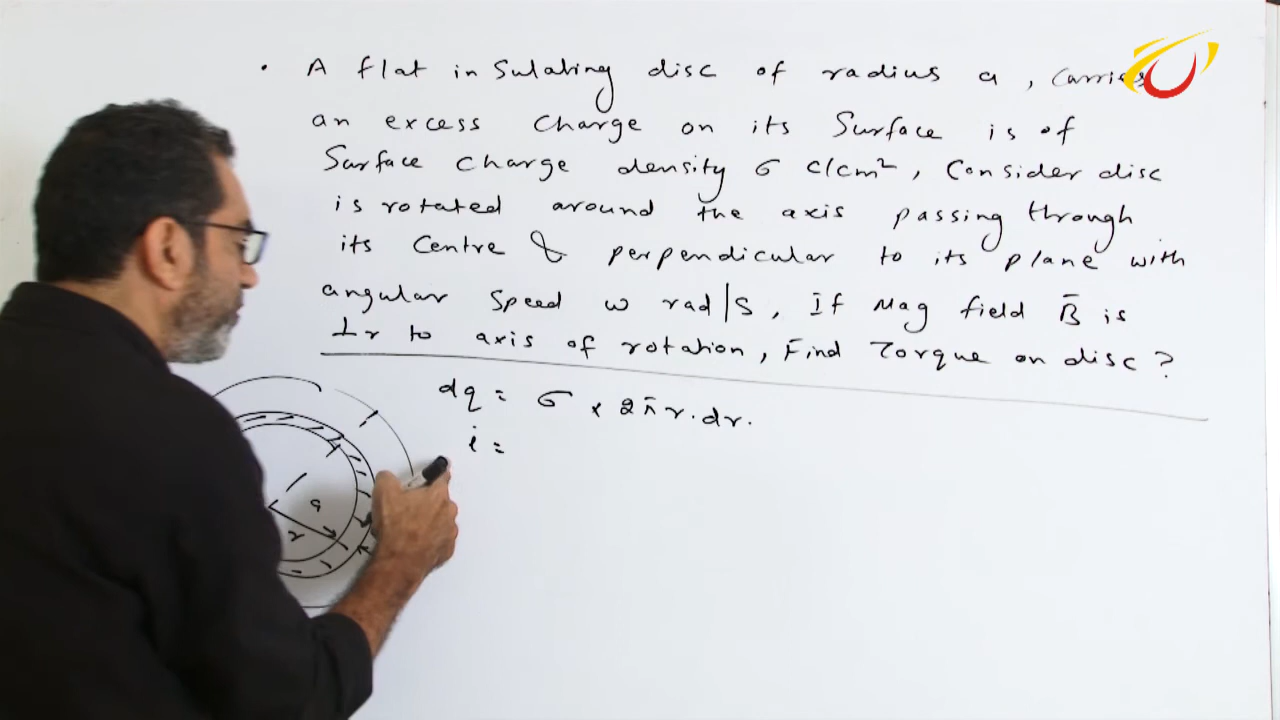 • A flat insulating disc of radius a, carries
an excess charge on its surface is of
Surface charge density σ c/cm², Consider disc
is rotated around the axis passing through
its Centre & perpendicular to its plane with
angular speed ω rad/s, If Mag field B̄ is
⊥r to axis of rotation, Find Torque on disc?
dq = σ × 2πr.dr.
i =
a
r